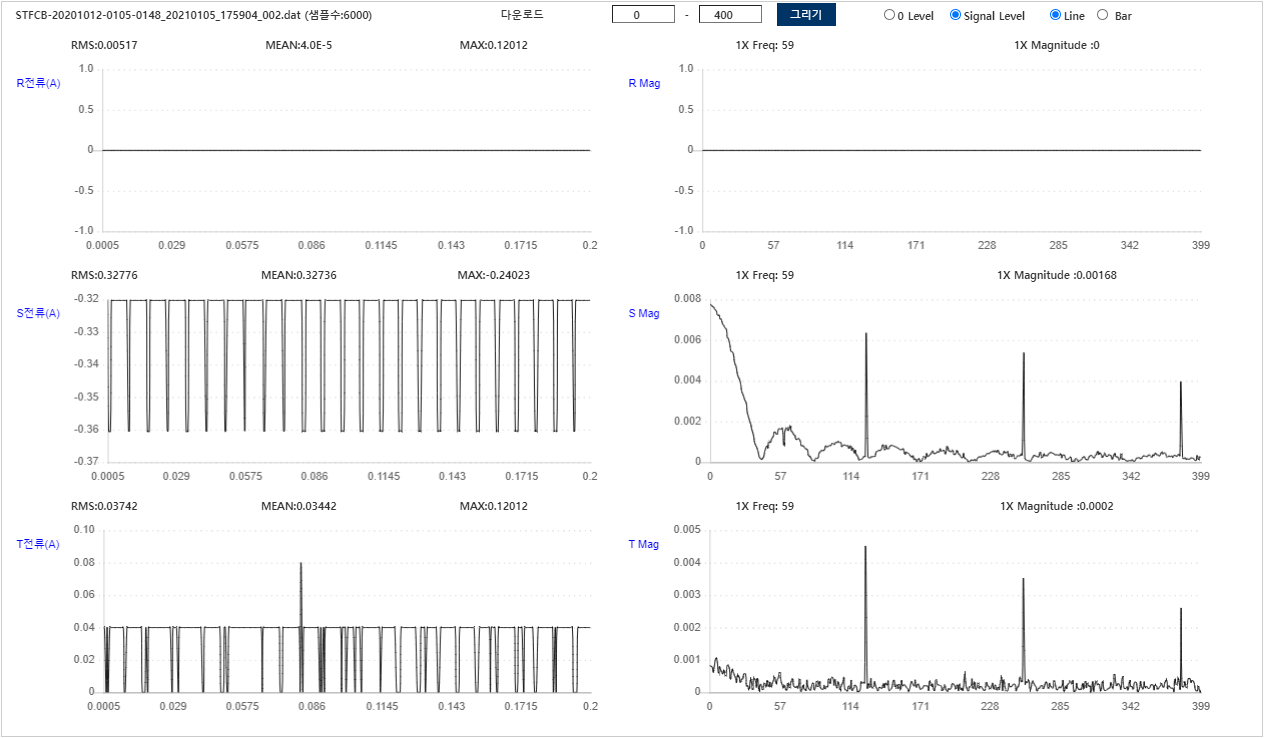 STFCB-20201012-0105-0148_20210105_175904_002.dat (샘플수:6000) 다운로드 0 - 400 그리기 0 Level Signal Level Line Bar
RMS:0.00517 MEAN:4.0E-5 MAX:0.12012 1X Freq: 59 1X Magnitude :0
R전류(A)
1.0
0.5
0
-0.5
-1.0
0.0005 0.029 0.0575 0.086 0.1145 0.143 0.1715 0.2
R Mag
1.0
0.5
0
-0.5
-1.0
0 57 114 171 228 285 342 399
RMS:0.32776 MEAN:0.32736 MAX:-0.24023 1X Freq: 59 1X Magnitude :0.00168
S전류(A)
-0.32
-0.33
-0.34
-0.35
-0.36
-0.37
0.0005 0.029 0.0575 0.086 0.1145 0.143 0.1715 0.2
S Mag
0.008
0.006
0.004
0.002
0
0 57 114 171 228 285 342 399
RMS:0.03742 MEAN:0.03442 MAX:0.12012 1X Freq: 59 1X Magnitude :0.0002
T전류(A)
0.10
0.08
0.06
0.04
0.02
0
0.0005 0.029 0.0575 0.086 0.1145 0.143 0.1715 0.2
T Mag
0.005
0.004
0.003
0.002
0.001
0
0 57 114 171 228 285 342 399